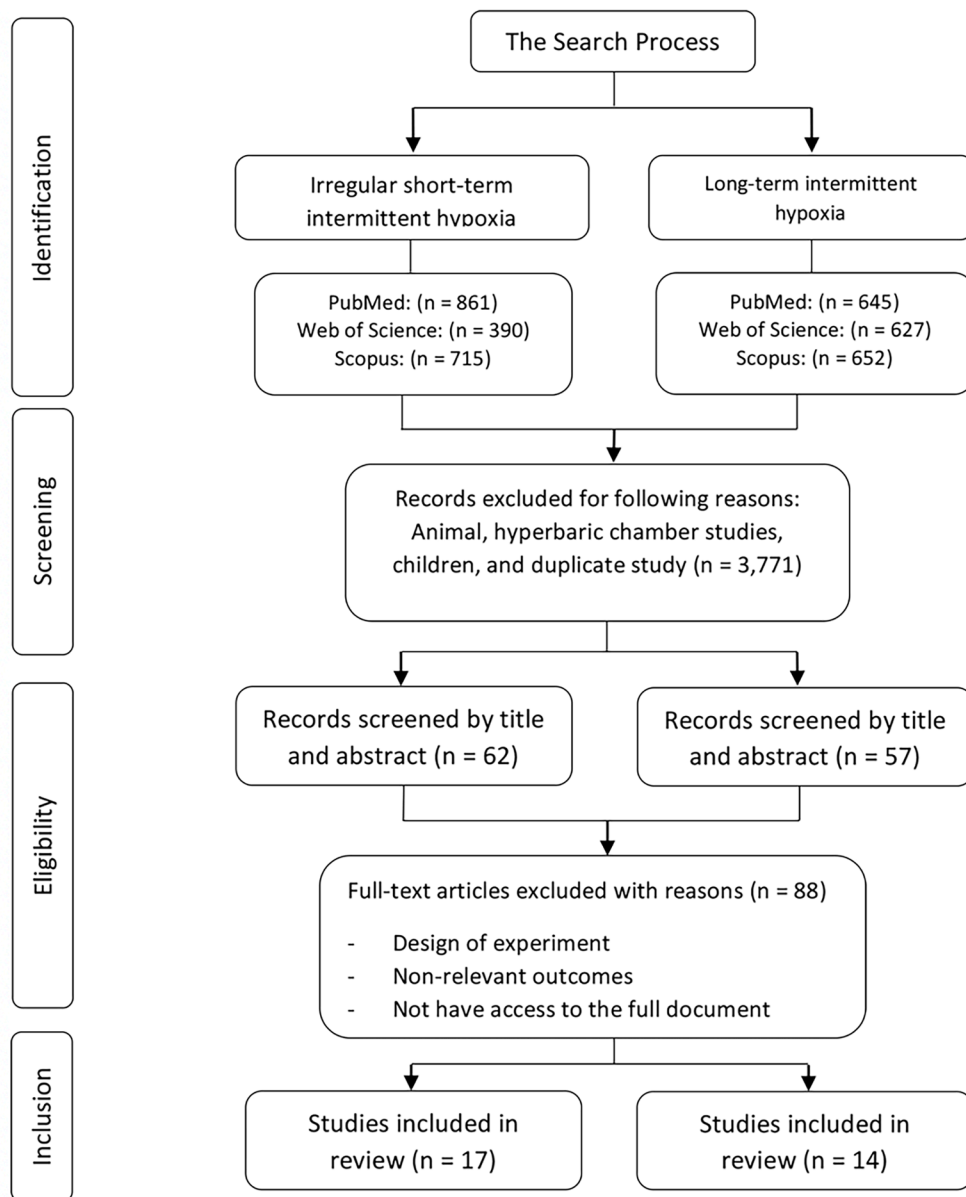 The Search Process
Identification
Irregular short-term
intermittent hypoxia
Long-term intermittent
hypoxia
PubMed: (n = 861)
Web of Science: (n = 390)
Scopus: (n = 715)
PubMed: (n = 645)
Web of Science: (n = 627)
Scopus: (n = 652)
Screening
Records excluded for following reasons:
Animal, hyperbaric chamber studies,
children, and duplicate study (n = 3,771)
Eligibility
Records screened by title
and abstract (n = 62)
Records screened by title
and abstract (n = 57)
Full-text articles excluded with reasons (n = 88)
- Design of experiment
- Non-relevant outcomes
- Not have access to the full document
Inclusion
Studies included in
review (n = 17)
Studies included in
review (n = 14)